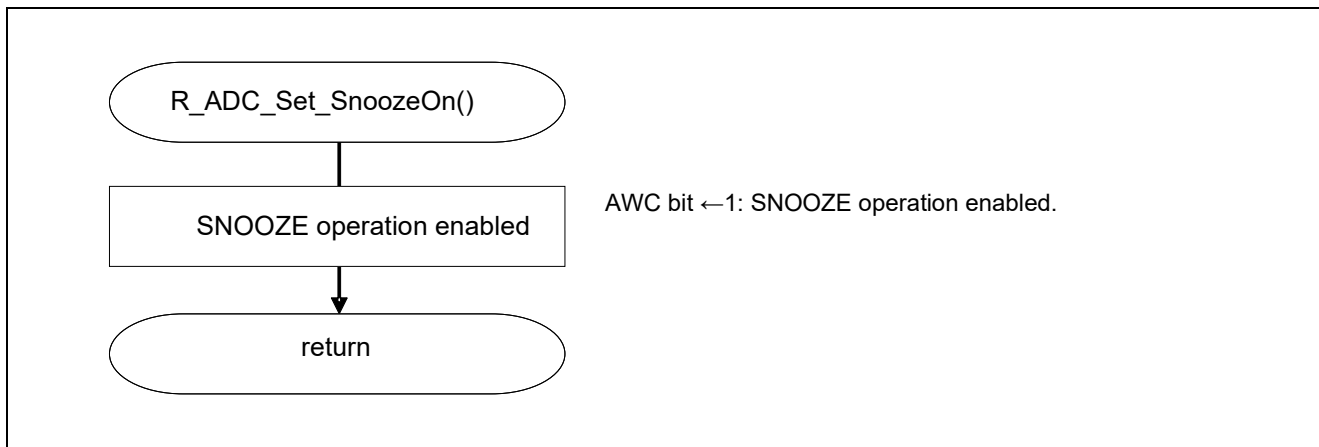 R_ADC_Set_SnoozeOn()
SNOOZE operation enabled
AWC bit ←1: SNOOZE operation enabled.
return